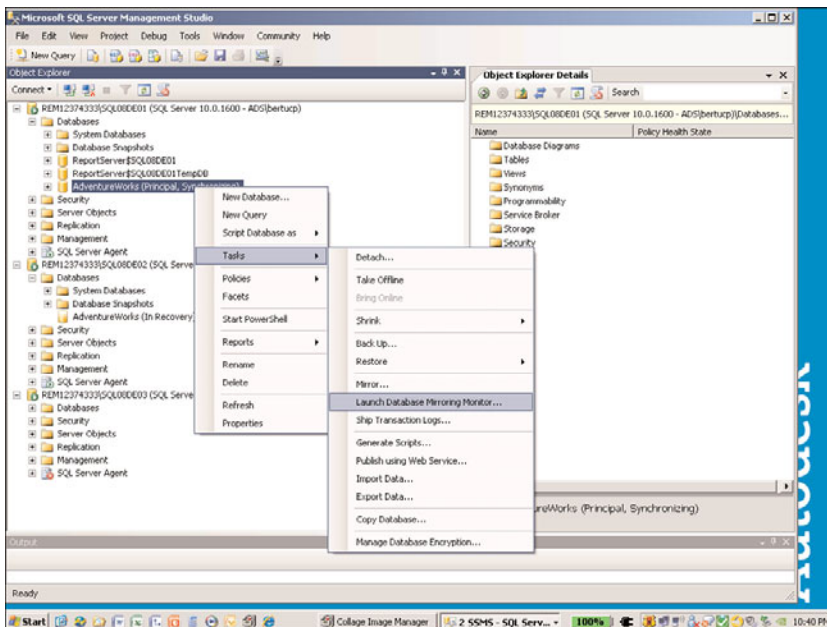 Microsoft SQL Server Management Studio
File Edit View Project Debug Tools Window Community Help
New Query
Object Explorer
Connect
REM12374333\SQL08DE01 (SQL Server 10.0.1600 - ADS\bertucp)
Databases
System Databases
Database Snapshots
ReportServer$SQL08DE01
ReportServer$SQL08DE01TempDB
AdventureWorks (Principal, Synchronizing)
Security
Server Objects
Replication
Management
SQL Server Agent
REM12374333\SQL08DE02 (SQL Serve
Databases
System Databases
Database Snapshots
AdventureWorks (In Recovery)
Security
Server Objects
Replication
Management
SQL Server Agent
REM12374333\SQL08DE03 (SQL Serve
Databases
Security
Server Objects
Replication
Management
SQL Server Agent
New Database...
New Query
Script Database as
Tasks
Policies
Facets
Start PowerShell
Reports
Rename
Delete
Refresh
Properties
Detach...
Take Offline
Bring Online
Shrink
Back Up...
Restore
Mirror...
Launch Database Mirroring Monitor...
Ship Transaction Logs...
Generate Scripts...
Publish using Web Service...
Import Data...
Export Data...
Copy Database...
Manage Database Encryption...
Object Explorer Details
Search
REM12374333\SQL08DE01 (SQL Server 10.0.1600 - ADS\bertucp)\Databases...
Name Policy Health State
Database Diagrams
Tables
Views
Synonyms
Programmability
Service Broker
Storage
Security
ureWorks (Principal, Synchronizing)
Output
Ready
Autodesk
Start
Collage Image Manager
2 SSMS - SQL Serv...
100%
10:40 PM